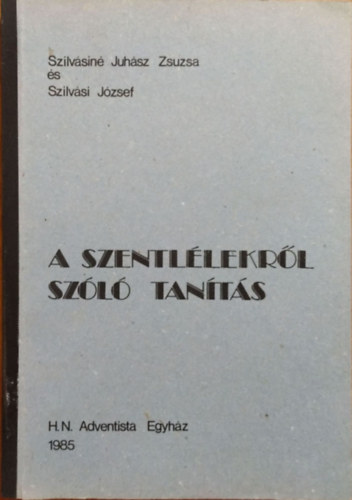 Szilvásiné Juhász Zsuzsa
és
Szilvási József
A SZENTLÉLEKRŐL
SZÓLÓ TANÍTÁS
H.N. Adventista Egyház
1985